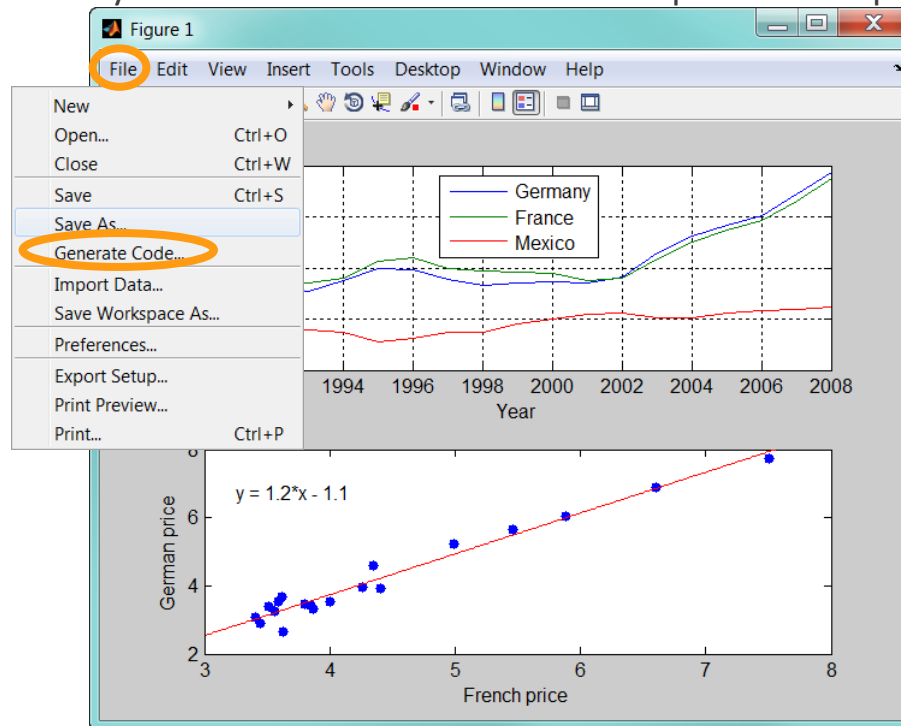 Figure 1
File Edit View Insert Tools Desktop Window Help
New
Open... Ctrl+O
Close Ctrl+W
Save Ctrl+S
Save As...
Generate Code...
Import Data...
Save Workspace As...
Preferences...
Export Setup...
Print Preview...
Print... Ctrl+P
Germany
France
Mexico
1994 1996 1998 2000 2002 2004 2006 2008
Year
8
y = 1.2*x - 1.1
6
German price
4
2
3 4 5 6 7 8
French price